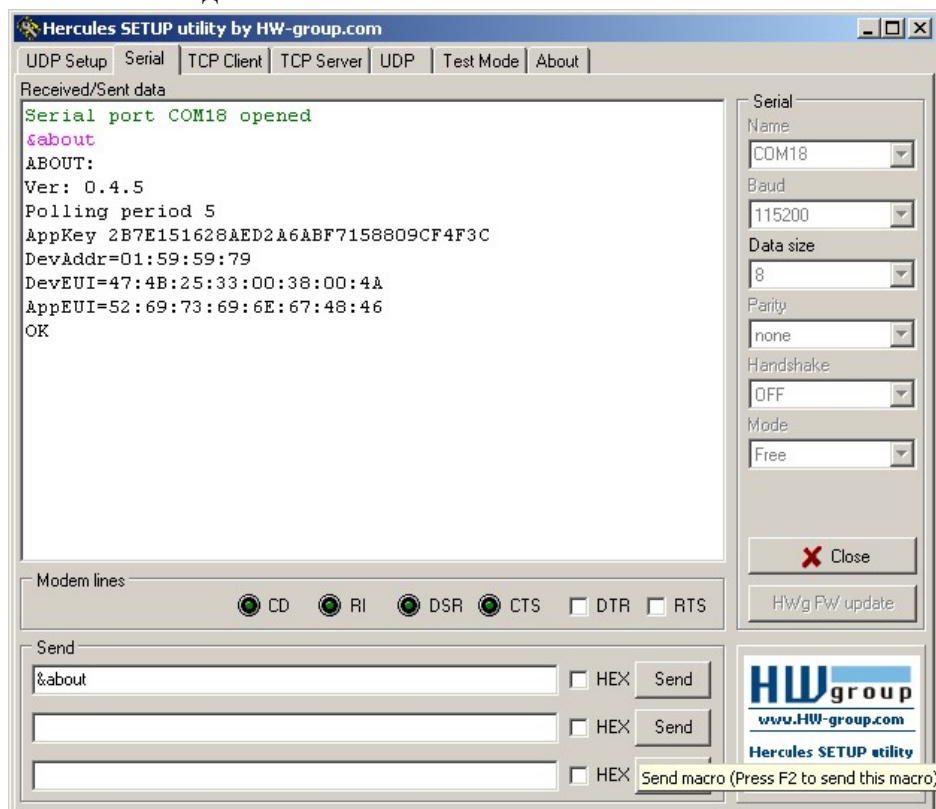 Hercules SETUP utility by HW-group.com
UDP Setup Serial TCP Client TCP Server UDP Test Mode About
Received/Sent data
Serial port COM18 opened
&about
ABOUT:
Ver: 0.4.5
Polling period 5
AppKey 2B7E151628AED2A6ABF7158809CF4F3C
DevAddr=01:59:59:79
DevEUI=47:4B:25:33:00:38:00:4A
AppEUI=52:69:73:69:6E:67:48:46
OK
Serial
Name
COM18
Baud
115200
Data size
8
Parity
none
Handshake
OFF
Mode
Free
Close
HWg FW update
Modem lines
CD RI DSR CTS DTR RTS
Send
&about HEX Send
HEX Send
HEX
HW group
www.HW-group.com
Hercules SETUP utility
Send macro (Press F2 to send this macro)